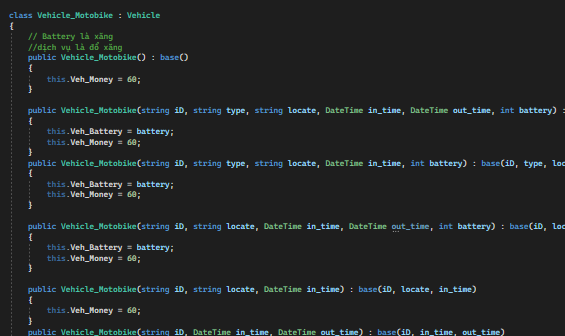 class Vehicle_Motobike : Vehicle
{
// Battery là xăng
//dịch vụ là đổ xăng
public Vehicle_Motobike() : base()
{
this.Veh_Money = 60;
}
public Vehicle_Motobike(string iD, string type, string locate, DateTime in_time, DateTime out_time, int battery) :
{
this.Veh_Battery = battery;
this.Veh_Money = 60;
}
public Vehicle_Motobike(string iD, string type, string locate, DateTime in_time, int battery) : base(iD, type, loc
{
this.Veh_Battery = battery;
this.Veh_Money = 60;
}
public Vehicle_Motobike(string iD, string locate, DateTime in_time, DateTime out_time, int battery) : base(iD, loc
{
this.Veh_Battery = battery;
this.Veh_Money = 60;
}
public Vehicle_Motobike(string iD, string locate, DateTime in_time) : base(iD, locate, in_time)
{
this.Veh_Money = 60;
}
public Vehicle_Motobike(string iD, DateTime in_time, DateTime out_time) : base(iD, in_time, out_time)